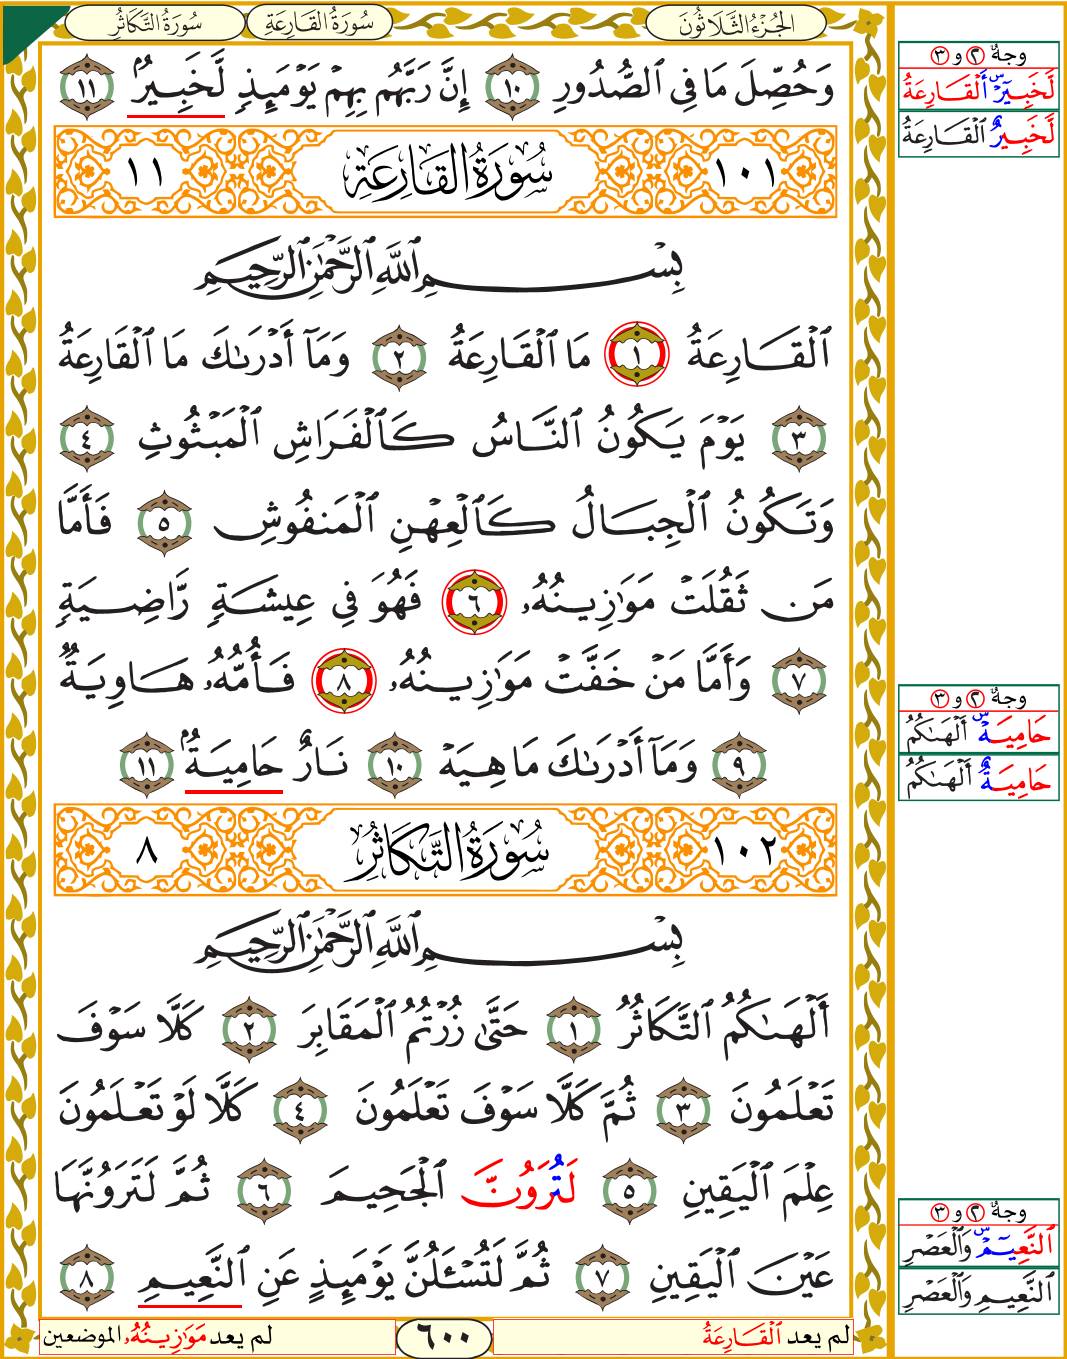 سُورَةُ التَّكَاثُرِ سُورَةُ القَارِعَةِ الجُزْءُ الثَّلَاثُونَ
وَحُصِّلَ مَا فِي ٱلصُّدُورِ ١٠ إِنَّ رَبَّهُم بِهِمْ يَوْمَئِذٍ لَّخَبِيرٌۢ ١١
١٠١ سُورَةُ القَارِعَةِ ١١
بِسْمِ ٱللَّهِ ٱلرَّحْمَٰنِ ٱلرَّحِيمِ
ٱلْقَارِعَةُ ١ مَا ٱلْقَارِعَةُ ٢ وَمَآ أَدْرَىٰكَ مَا ٱلْقَارِعَةُ
٣ يَوْمَ يَكُونُ ٱلنَّاسُ كَٱلْفَرَاشِ ٱلْمَبْثُوثِ ٤
وَتَكُونُ ٱلْجِبَالُ كَٱلْعِهْنِ ٱلْمَنفُوشِ ٥ فَأَمَّا
مَن ثَقُلَتْ مَوَٰزِينُهُۥ ٦ فَهُوَ فِي عِيشَةٍ رَّاضِيَةٍ
٧ وَأَمَّا مَنْ خَفَّتْ مَوَٰزِينُهُۥ ٨ فَأُمُّهُۥ هَاوِيَةٌ
٩ وَمَآ أَدْرَىٰكَ مَا هِيَهْ ١٠ نَارٌ حَامِيَةٌۢ ١١
١٠٢ سُورَةُ التَّكَاثُرِ ٨
بِسْمِ ٱللَّهِ ٱلرَّحْمَٰنِ ٱلرَّحِيمِ
أَلْهَىٰكُمُ ٱلتَّكَاثُرُ ١ حَتَّىٰ زُرْتُمُ ٱلْمَقَابِرَ ٢ كَلَّا سَوْفَ
تَعْلَمُونَ ٣ ثُمَّ كَلَّا سَوْفَ تَعْلَمُونَ ٤ كَلَّا لَوْ تَعْلَمُونَ
عِلْمَ ٱلْيَقِينِ ٥ لَتُرَوُنَّ ٱلْجَحِيمَ ٦ ثُمَّ لَتَرَوُنَّهَا
عَيْنَ ٱلْيَقِينِ ٧ ثُمَّ لَتُسْـَٔلُنَّ يَوْمَئِذٍ عَنِ ٱلنَّعِيمِ ٨
لم يعد ٱلْقَارِعَةُ ٦٠٠ لم يعد مَوَٰزِينُهُۥ الموضعين
وجهٌ ٢ و ٣
لَّخَبِيرٌ س ٱلْقَارِعَةُ
لَّخَبِيرٌ ٱلْقَارِعَةُ
وجهٌ ٢ و ٣
حَامِيَةٌ س أَلْهَىٰكُمُ
حَامِيَةٌ أَلْهَىٰكُمُ
وجهٌ ٢ و ٣
ٱلنَّعِيمْ س وَٱلْعَصْرِ
ٱلنَّعِيمِ وَٱلْعَصْرِ